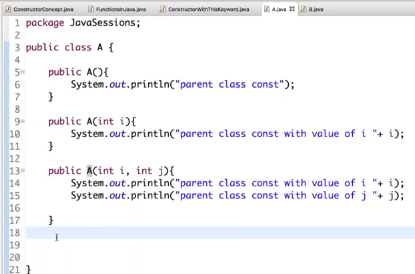 ConstructorConcept.java FunctionsInJava.java ConstructorWithThisKeyword.java A.java B.java
1 package JavaSessions;
2
3 public class A {
4
5 public A(){
6 System.out.println("parent class const");
7 }
8
9 public A(int i){
10 System.out.println("parent class const with value of i "+ i);
11 }
12
13 public A(int i, int j){
14 System.out.println("parent class const with value of i "+ i);
15 System.out.println("parent class const with value of j "+ j);
16
17 }
18
19
20
21 }